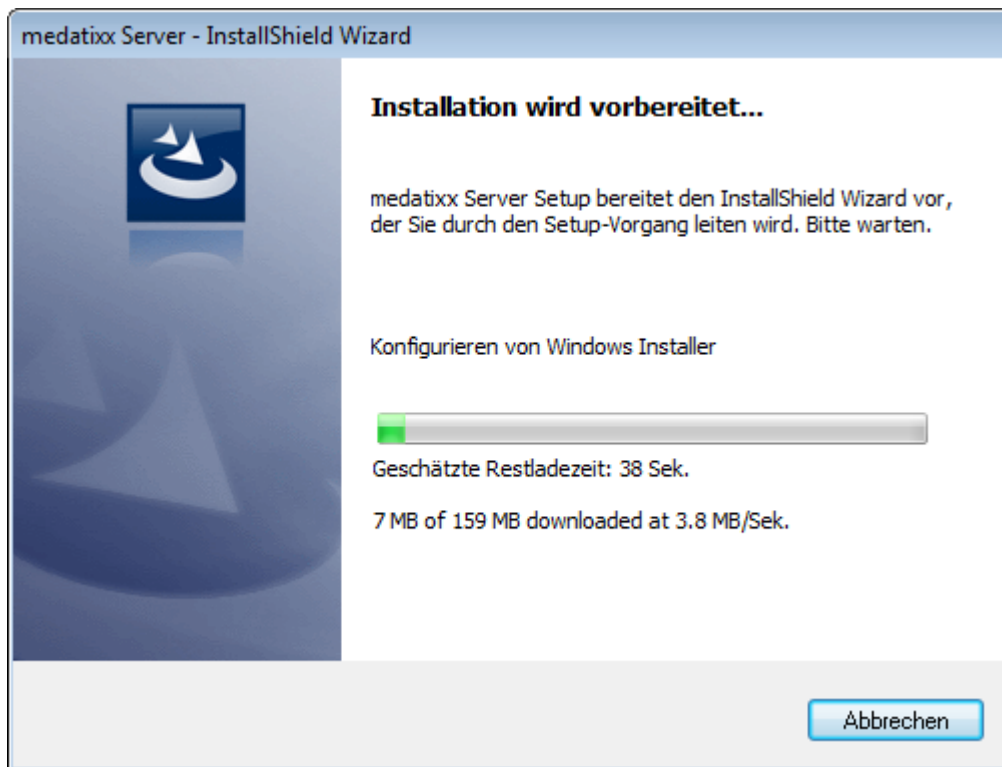 medatixx Server - InstallShield Wizard
Installation wird vorbereitet...
medatixx Server Setup bereitet den InstallShield Wizard vor,
der Sie durch den Setup-Vorgang leiten wird. Bitte warten.
Konfigurieren von Windows Installer
Geschätzte Restladezeit: 38 Sek.
7 MB of 159 MB downloaded at 3.8 MB/Sek.
Abbrechen